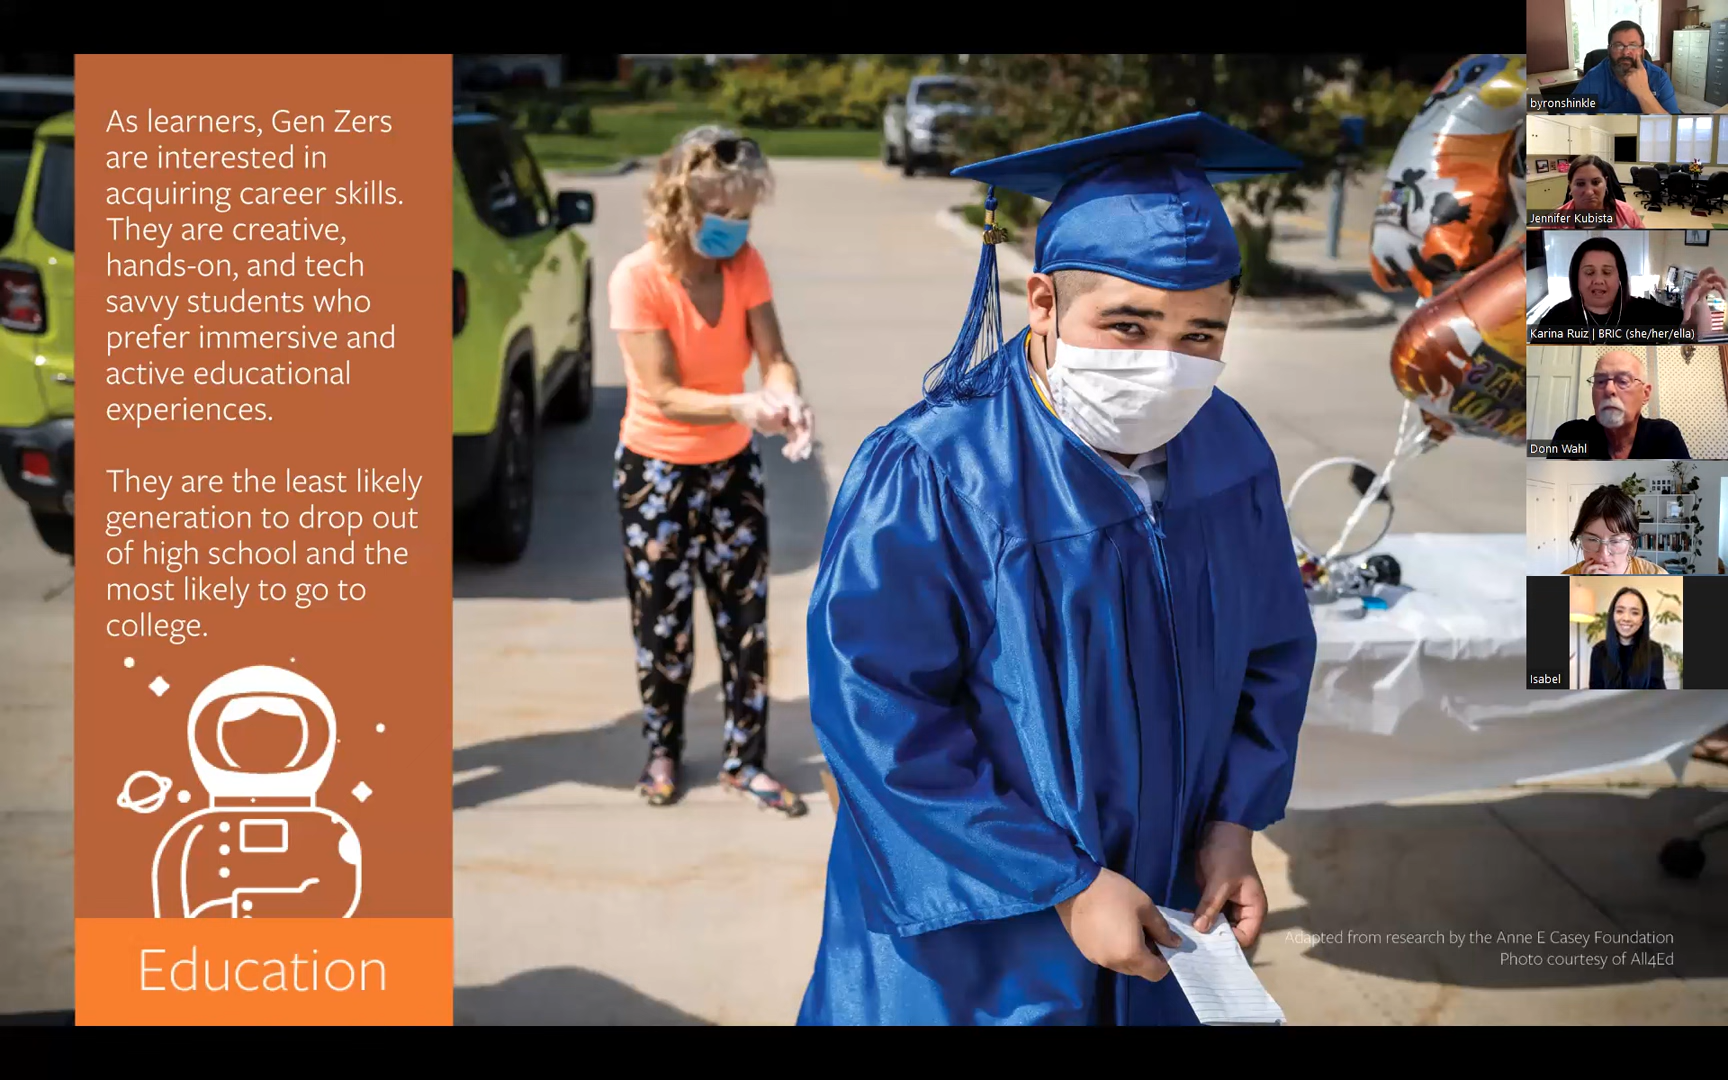 As learners, Gen Zers
are interested in
acquiring career skills.
They are creative,
hands-on, and tech
savvy students who
prefer immersive and
active educational
experiences.
They are the least likely
generation to drop out
of high school and the
most likely to go to
college.
Education
Adapted from research by the Anne E Casey Foundation
Photo courtesy of All4Ed
byronshinkle
Jennifer Kubista
Karina Ruiz | BRIC (she/her/ella)
Donn Wahl
Isabel